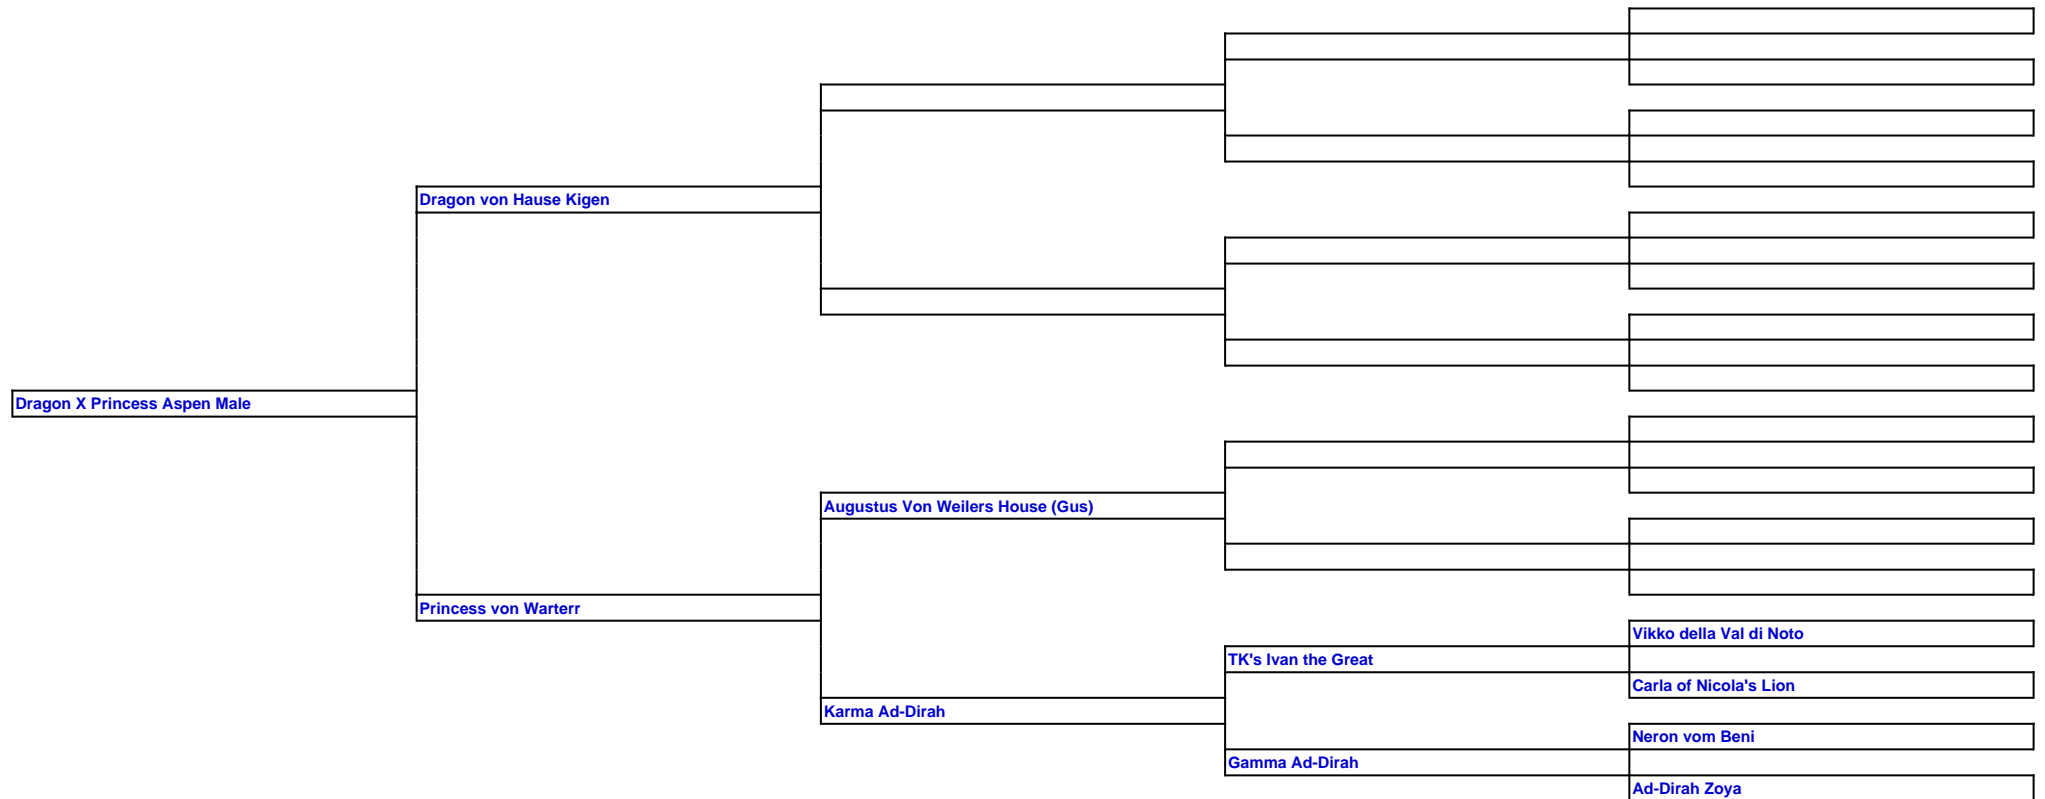 Dragon von Hause Kigen
Dragon X Princess Aspen Male
Augustus Von Weilers House (Gus)
Princess von Warterr
Vikko della Val di Noto
TK's Ivan the Great
Carla of Nicola's Lion
Karma Ad-Dirah
Neron vom Beni
Gamma Ad-Dirah
Ad-Dirah Zoya